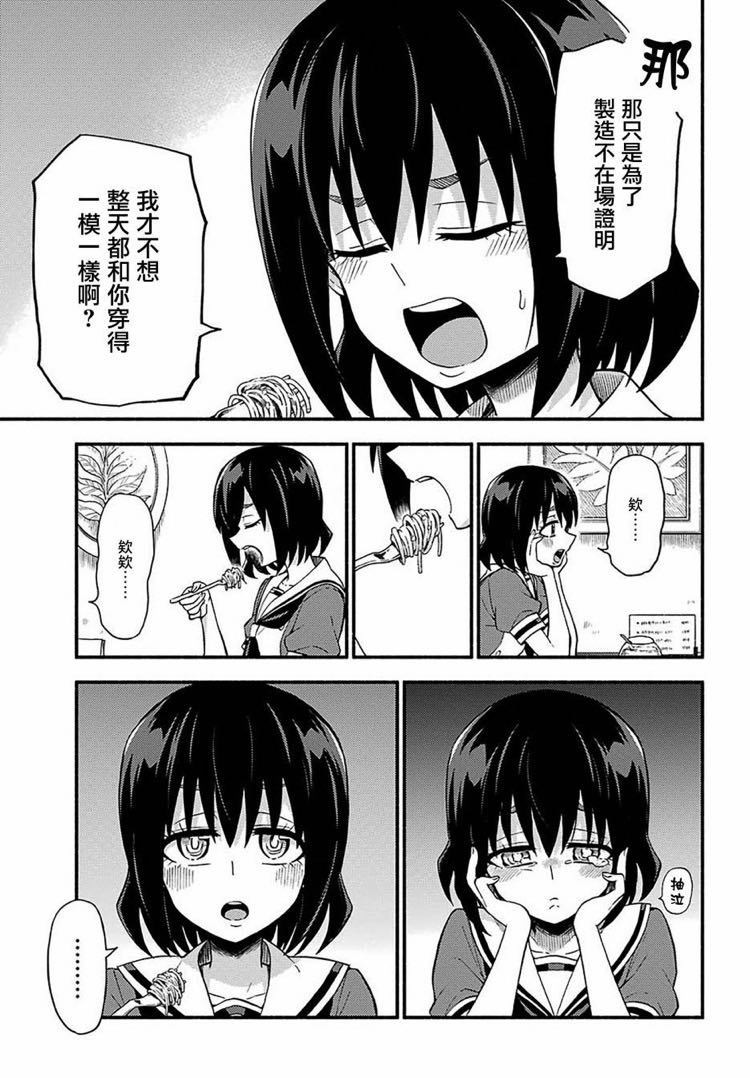 那
那只是為了
製造不在場證明
我才不想
整天都和你穿得
一模一樣啊？
欸……
欸欸……
抽泣
………